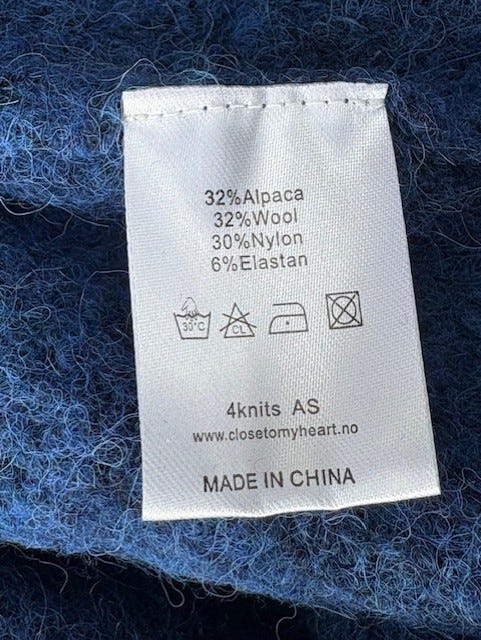 32%Alpaca
32%Wool
30%Nylon
6%Elastan
30°C CL
4knits AS
www.closetomyheart.no
MADE IN CHINA